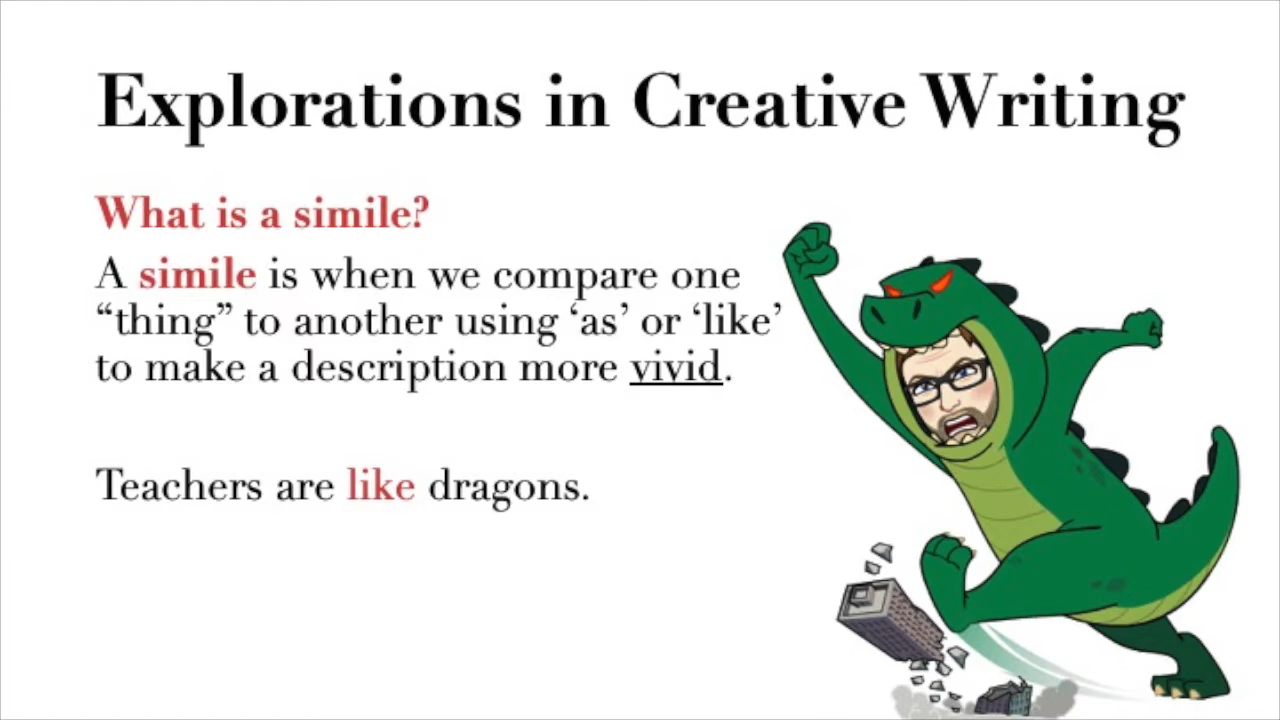 Explorations in Creative Writing
What is a simile?
A simile is when we compare one
“thing” to another using ‘as’ or ‘like’
to make a description more vivid.
Teachers are like dragons.